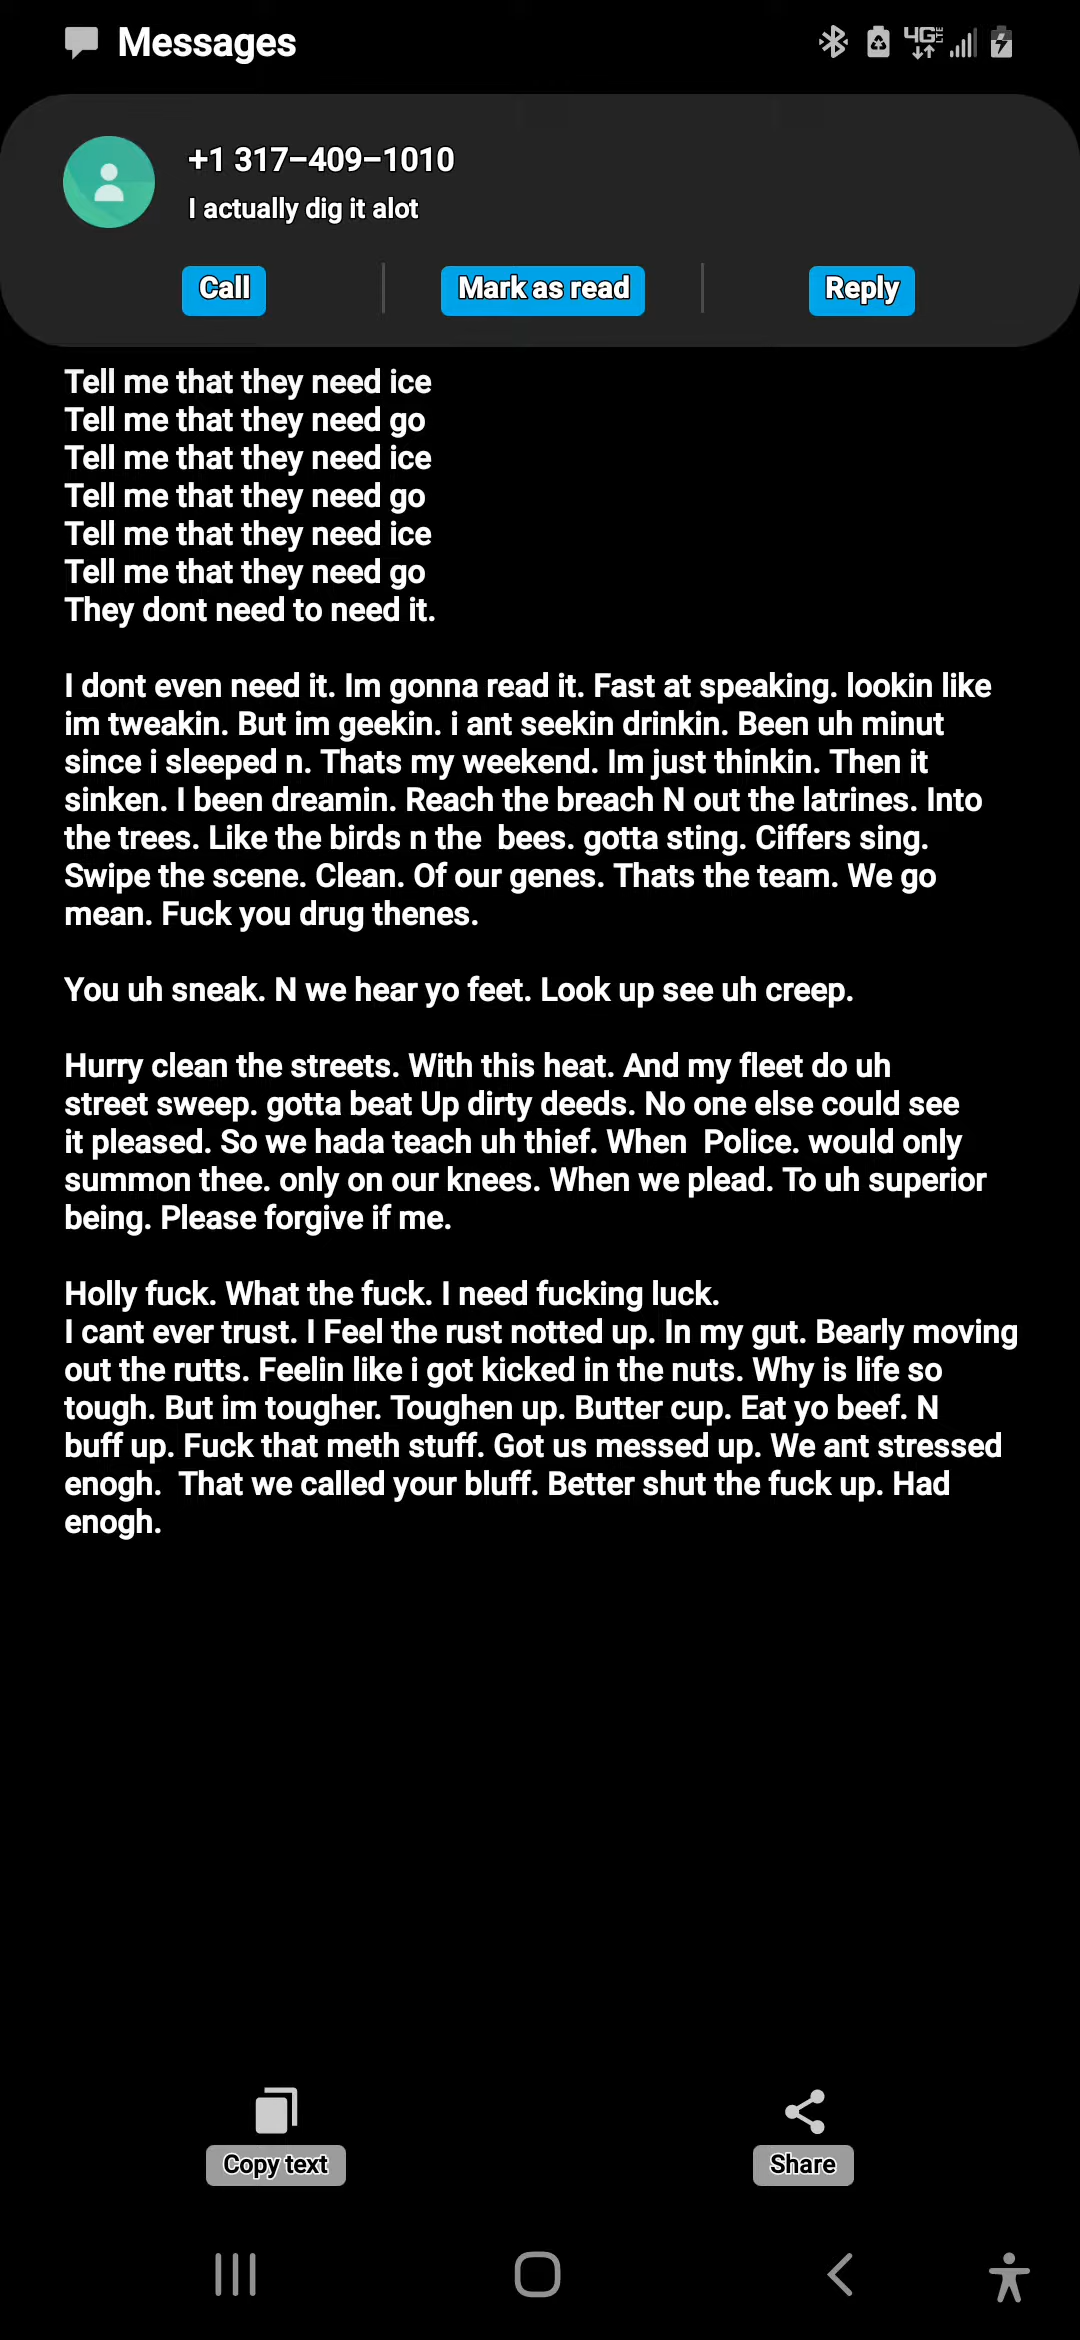 Messages
4G LTE
+1 317-409-1010
I actually dig it alot
Call
Mark as read
Reply
Tell me that they need ice
Tell me that they need go
Tell me that they need ice
Tell me that they need go
Tell me that they need ice
Tell me that they need go
They dont need to need it.
I dont even need it. Im gonna read it. Fast at speaking. lookin like
im tweakin. But im geekin. i ant seekin drinkin. Been uh minut
since i sleeped n. Thats my weekend. Im just thinkin. Then it
sinken. I been dreamin. Reach the breach N out the latrines. Into
the trees. Like the birds n the  bees. gotta sting. Ciffers sing.
Swipe the scene. Clean. Of our genes. Thats the team. We go
mean. Fuck you drug thenes.
You uh sneak. N we hear yo feet. Look up see uh creep.
Hurry clean the streets. With this heat. And my fleet do uh
street sweep. gotta beat Up dirty deeds. No one else could see
it pleased. So we hada teach uh thief. When  Police. would only
summon thee. only on our knees. When we plead. To uh superior
being. Please forgive if me.
Holly fuck. What the fuck. I need fucking luck.
I cant ever trust. I Feel the rust notted up. In my gut. Bearly moving
out the rutts. Feelin like i got kicked in the nuts. Why is life so
tough. But im tougher. Toughen up. Butter cup. Eat yo beef. N
buff up. Fuck that meth stuff. Got us messed up. We ant stressed
enogh.  That we called your bluff. Better shut the fuck up. Had
enogh.
Copy text
Share